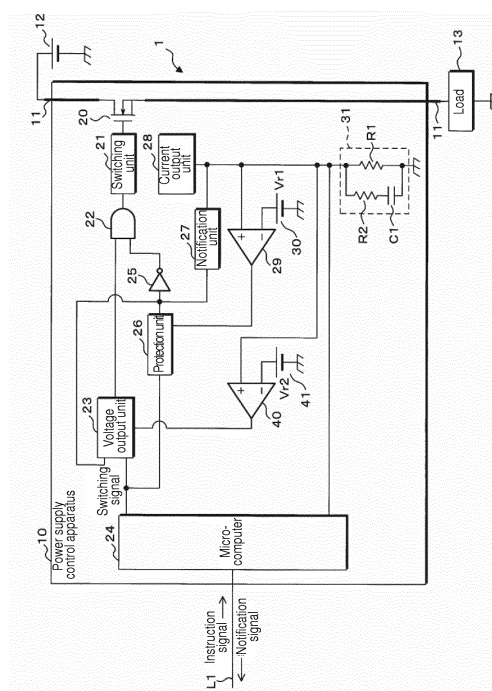 10
Power supply
control apparatus
24
Micro-
computer
L1
Instruction
signal
Notification
signal
Switching
signal
23
Voltage
output unit
26
Protection unit
25
22
21
Switching
unit
20
11
12
1
28
Current
output unit
27
Notification
unit
29
+
−
Vr1
30
40
+
−
Vr2
41
31
R1
R2
C1
11
13
Load